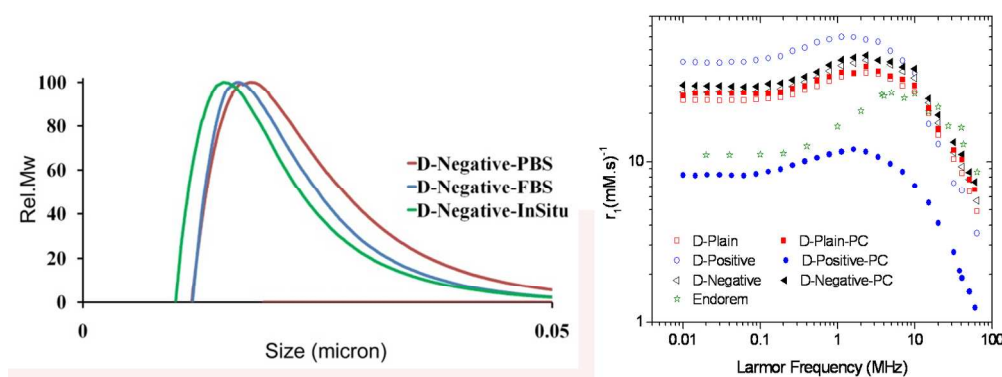 100
80
60
40
20
0
Rel.Mw
D-Negative-PBS
D-Negative-FBS
D-Negative-InSitu
0
0.05
Size (micron)
10
1
r1(mM.s)-1
D-Plain
D-Plain-PC
D-Positive
D-Positive-PC
D-Negative
D-Negative-PC
Endorem
0.01
0.1
1
10
100
Larmor Frequency (MHz)